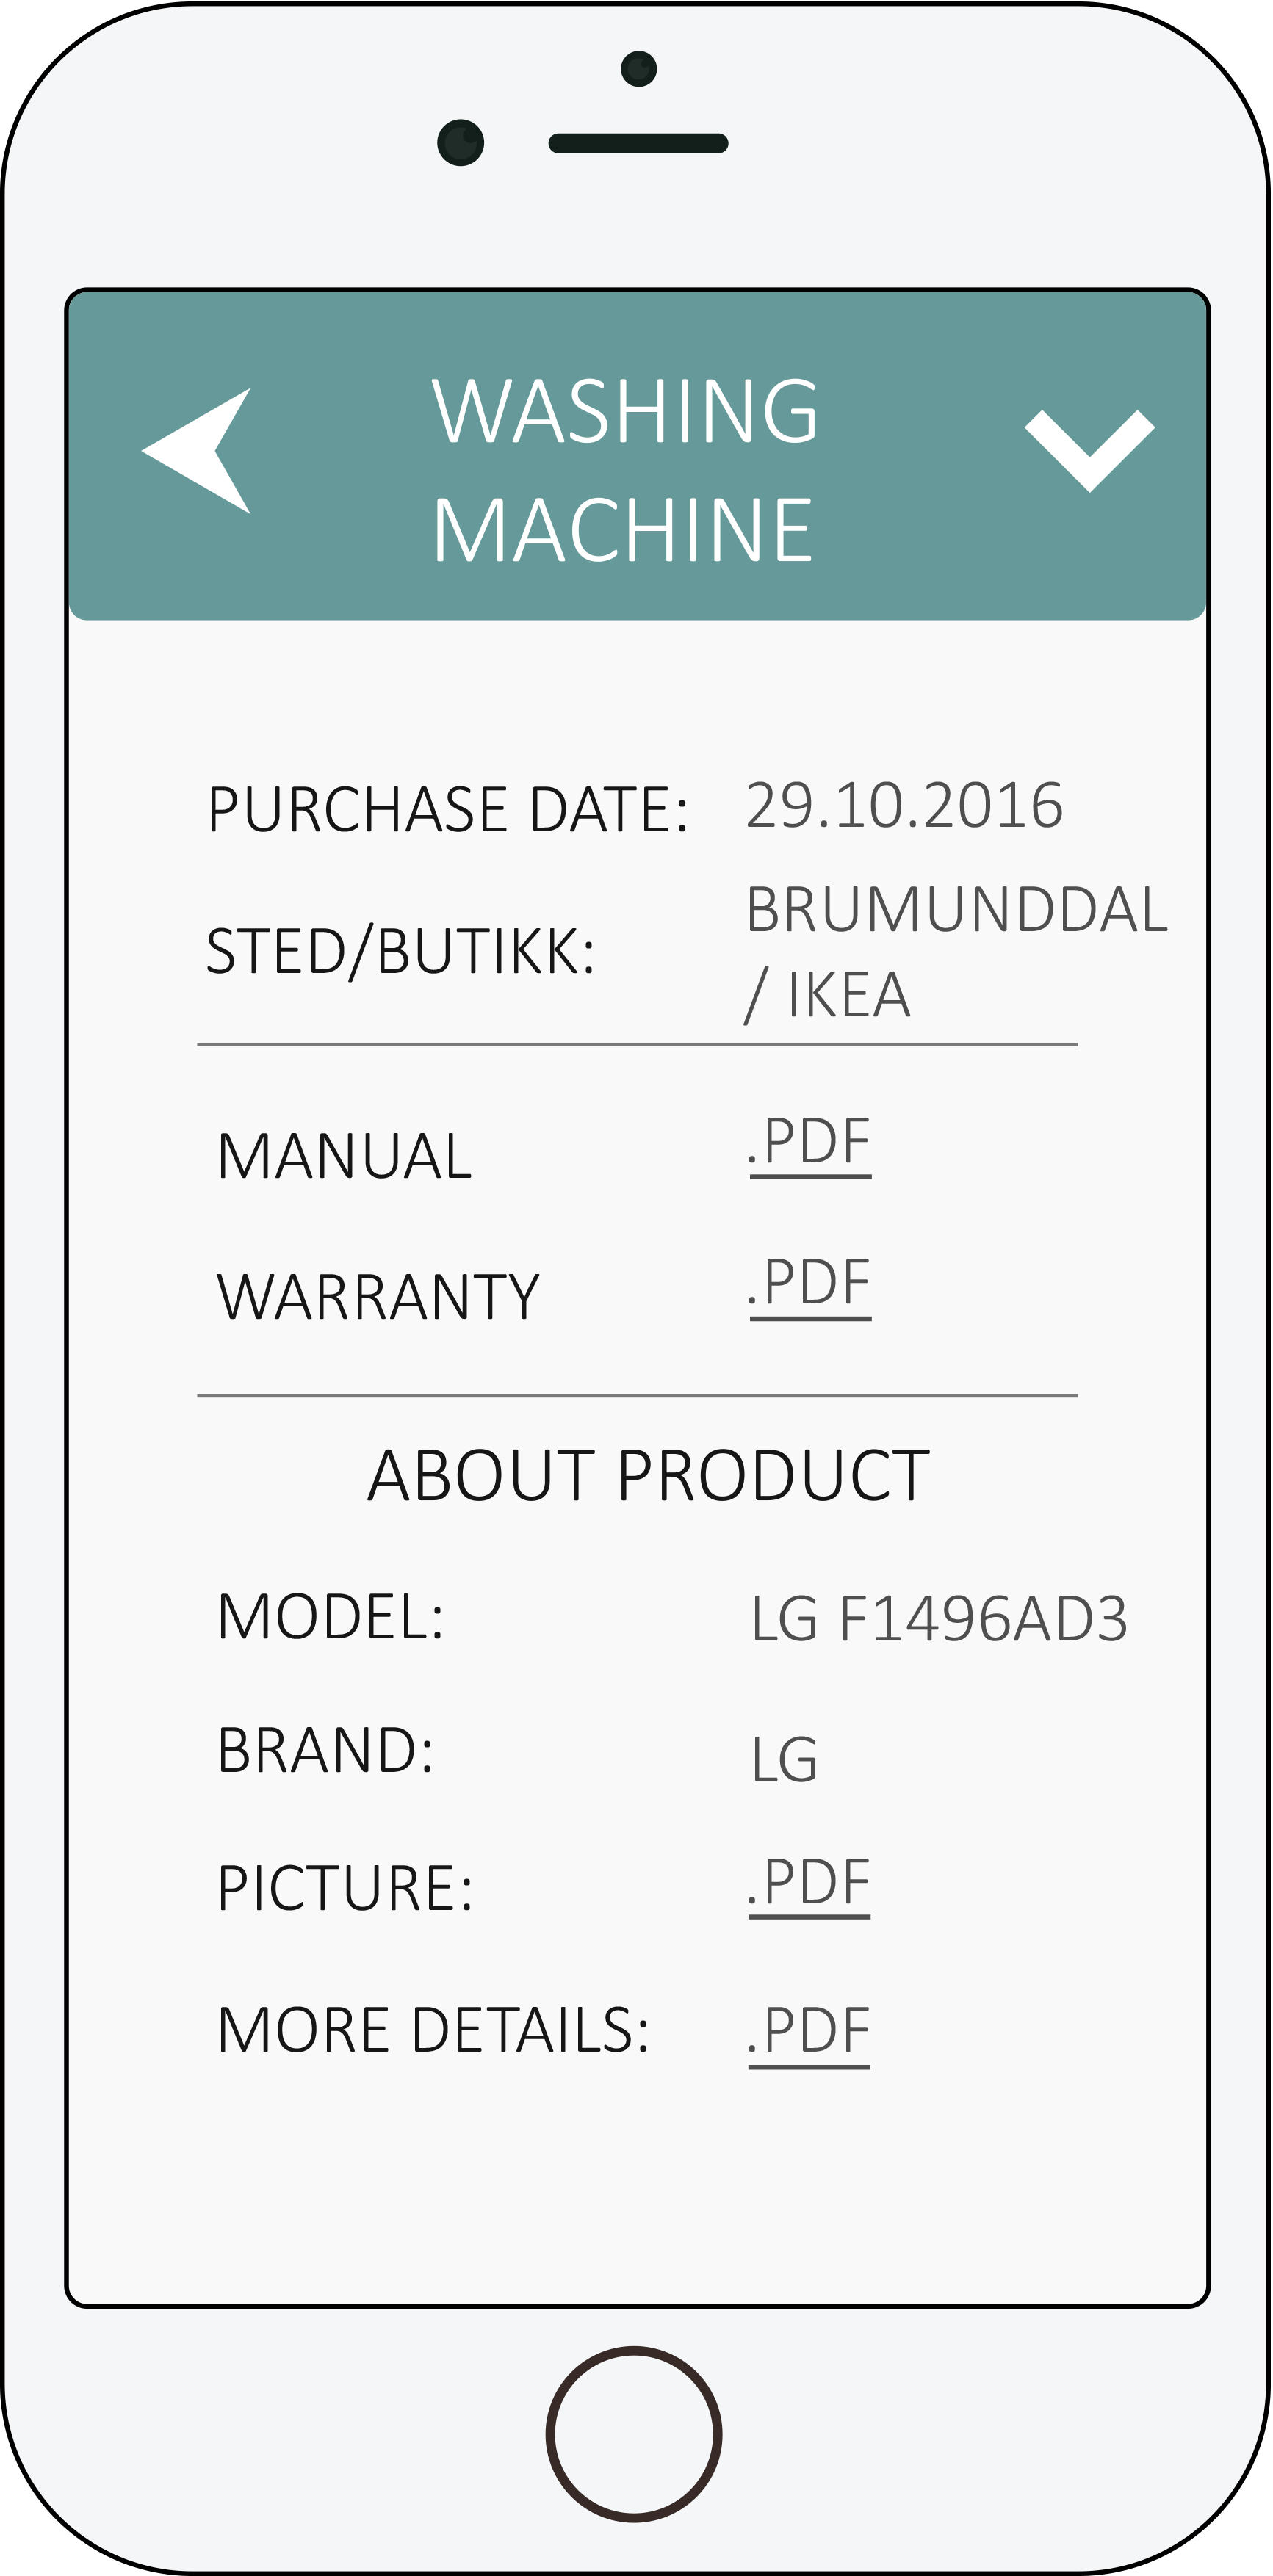 WASHING
MACHINE
PURCHASE DATE: 29.10.2016
STED/BUTIKK: BRUMUNDDAL
/ IKEA
MANUAL .PDF
WARRANTY .PDF
ABOUT PRODUCT
MODEL: LG F1496AD3
BRAND: LG
PICTURE: .PDF
MORE DETAILS: .PDF